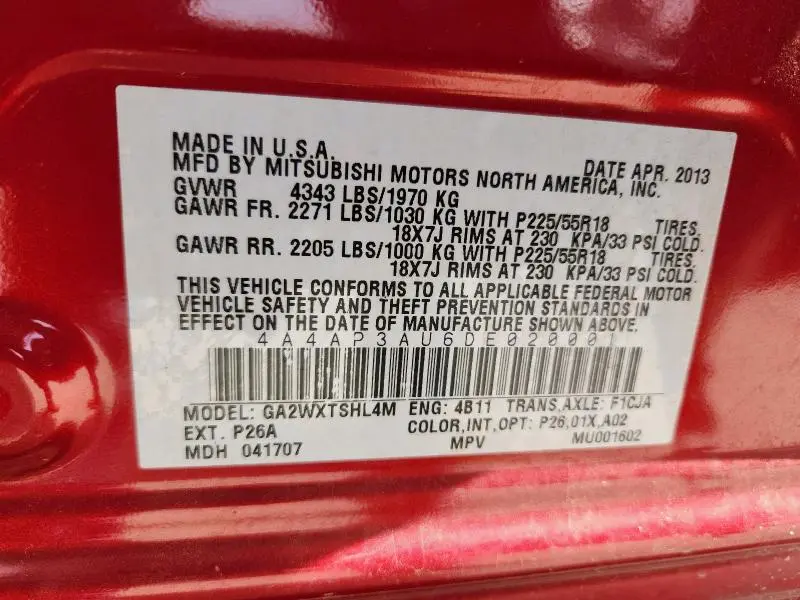 MADE IN U.S.A. DATE APR. 2013
MFD BY MITSUBISHI MOTORS NORTH AMERICA, INC.
GVWR 4343 LBS/1970 KG
GAWR FR. 2271 LBS/1030 KG WITH P225/55R18 TIRES,
18X7J RIMS AT 230 KPA/33 PSI COLD.
GAWR RR. 2205 LBS/1000 KG WITH P225/55R18 TIRES,
18X7J RIMS AT 230 KPA/33 PSI COLD.
THIS VEHICLE CONFORMS TO ALL APPLICABLE FEDERAL MOTOR
VEHICLE SAFETY AND THEFT PREVENTION STANDARDS IN
EFFECT ON THE DATE OF MANUFACTURE SHOWN ABOVE.
4A4AP3AU6DE020001
MODEL: GA2WXTSHL4M ENG: 4B11 TRANS,AXLE: F1CJA
EXT. P26A COLOR,INT,OPT: P26,01X,A02
MDH 041707 MPV MU001602